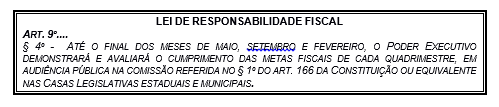 LEI DE RESPONSABILIDADE FISCAL
ART. 9º....
§ 4º - ATÉ O FINAL DOS MESES DE MAIO, SETEMBRO E FEVEREIRO, O PODER EXECUTIVO
DEMONSTRARÁ E AVALIARÁ O CUMPRIMENTO DAS METAS FISCAIS DE CADA QUADRIMESTRE, EM
AUDIÊNCIA PÚBLICA NA COMISSÃO REFERIDA NO § 1º DO ART. 166 DA CONSTITUIÇÃO OU EQUIVALENTE
NAS CASAS LEGISLATIVAS ESTADUAIS E MUNICIPAIS.